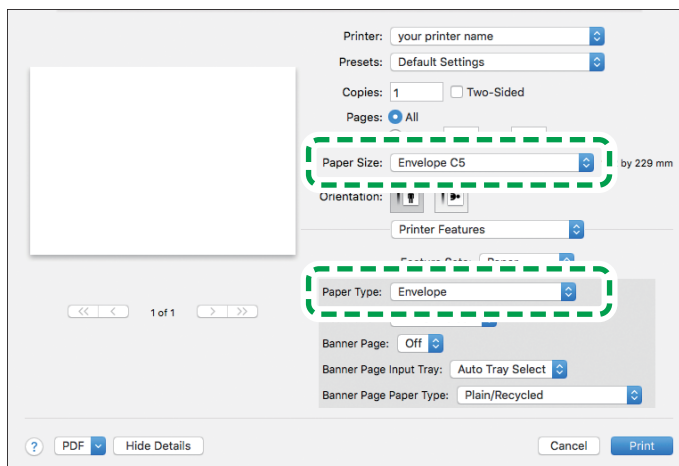 Printer: your printer name
Presets: Default Settings
Copies: 1 Two-Sided
Pages: All
Paper Size: Envelope C5 by 229 mm
Orientation:
Printer Features
Paper Type: Envelope
<< < 1 of 1 > >>
Banner Page: Off
Banner Page Input Tray: Auto Tray Select
Banner Page Paper Type: Plain/Recycled
? PDF Hide Details Cancel Print